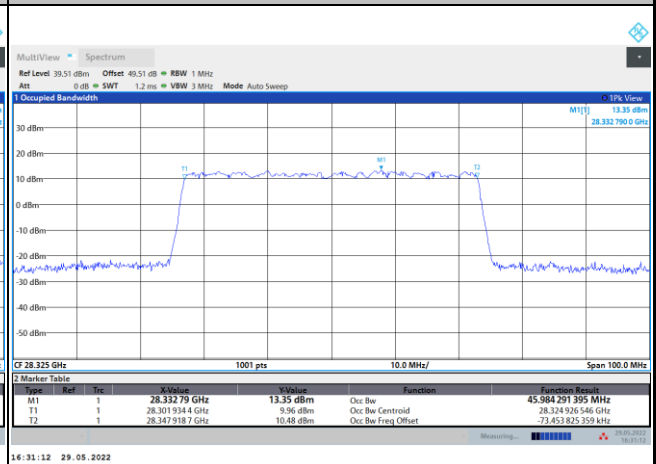 MultiView Spectrum
Ref Level 39.51 dBm Offset 49.51 dB RBW 1 MHz
Att 0 dB SWT 1.2 ms VBW 3 MHz Mode Auto Sweep
1 Occupied Bandwidth 1Pk View
M1[1] 13.35 dBm
28.332 790 0 GHz
30 dBm
20 dBm
M1
T1 T2
10 dBm
0 dBm
-10 dBm
-20 dBm
-30 dBm
-40 dBm
-50 dBm
CF 28.325 GHz 1001 pts 10.0 MHz/ Span 100.0 MHz
2 Marker Table
Type Ref Trc X-Value Y-Value Function Function Result
M1 1 28.332 79 GHz 13.35 dBm Occ Bw 45.984 291 395 MHz
T1 1 28.301 934 4 GHz 9.96 dBm Occ Bw Centroid 28.324 926 546 GHz
T2 1 28.347 918 7 GHz 10.48 dBm Occ Bw Freq Offset -73.453 825 359 kHz
Measuring... 29.05.2022
16:31:12
16:31:12 29.05.2022